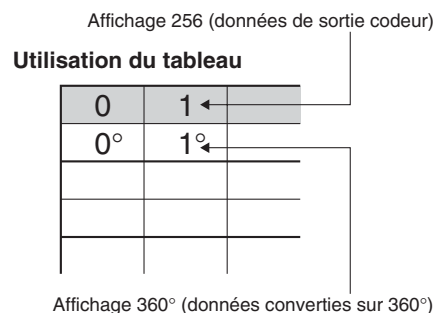 Affichage 256 (données de sortie codeur)
Utilisation du tableau
0 1
0° 1°
Affichage 360° (données converties sur 360°)